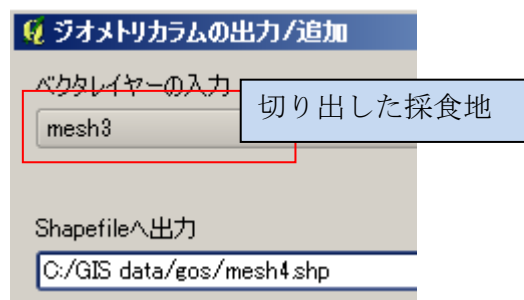 ジオメトリカラムの出力/追加
ベクタレイヤーの入力
切り出した採食地
mesh3
Shapefileへ出力
C:/GIS data/gos/mesh4.shp